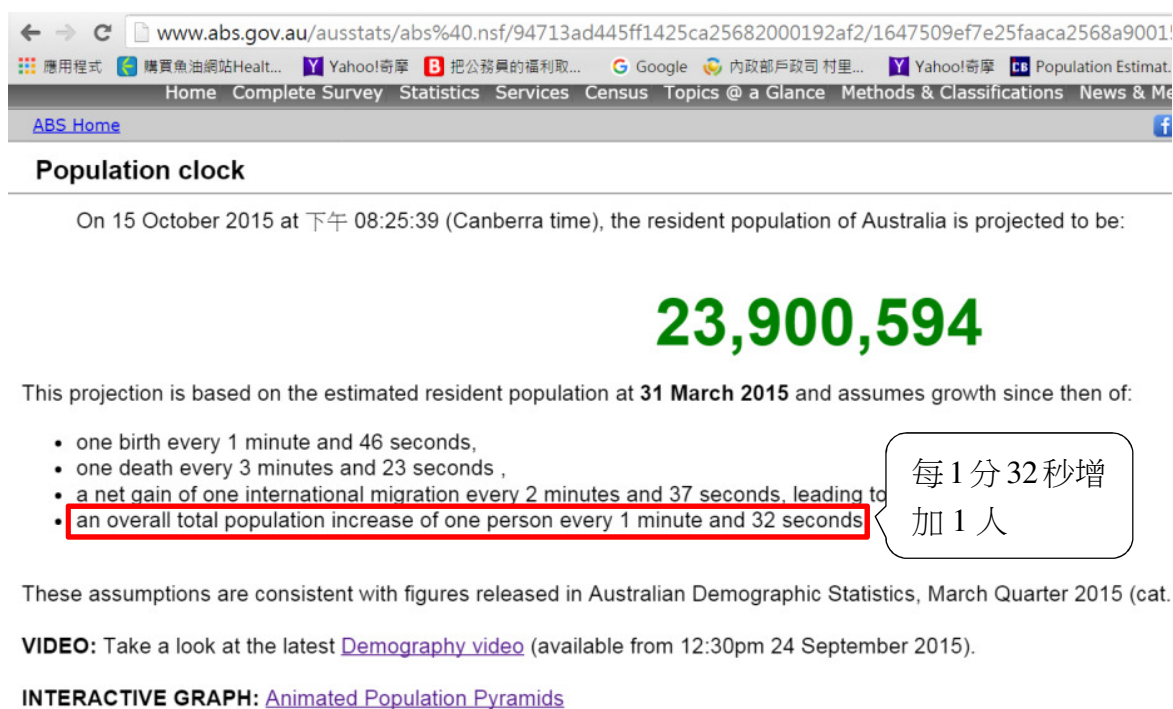 www.abs.gov.au/ausstats/abs%40.nsf/94713ad445ff1425ca25682000192af2/1647509ef7e25faaca2568a90015
應用程式 購買魚油網站Healt... Yahoo!奇摩 把公務員的福利取... Google 內政部戶政司 村里... Yahoo!奇摩 Population Estimat.
Home Complete Survey Statistics Services Census Topics @ a Glance Methods & Classifications News & Me
ABS Home
Population clock
On 15 October 2015 at 下午 08:25:39 (Canberra time), the resident population of Australia is projected to be:
23,900,594
This projection is based on the estimated resident population at 31 March 2015 and assumes growth since then of:
• one birth every 1 minute and 46 seconds,
• one death every 3 minutes and 23 seconds ,
• a net gain of one international migration every 2 minutes and 37 seconds, leading to
• an overall total population increase of one person every 1 minute and 32 seconds
每1分32秒增
加1人
These assumptions are consistent with figures released in Australian Demographic Statistics, March Quarter 2015 (cat.
VIDEO: Take a look at the latest Demography video (available from 12:30pm 24 September 2015).
INTERACTIVE GRAPH: Animated Population Pyramids